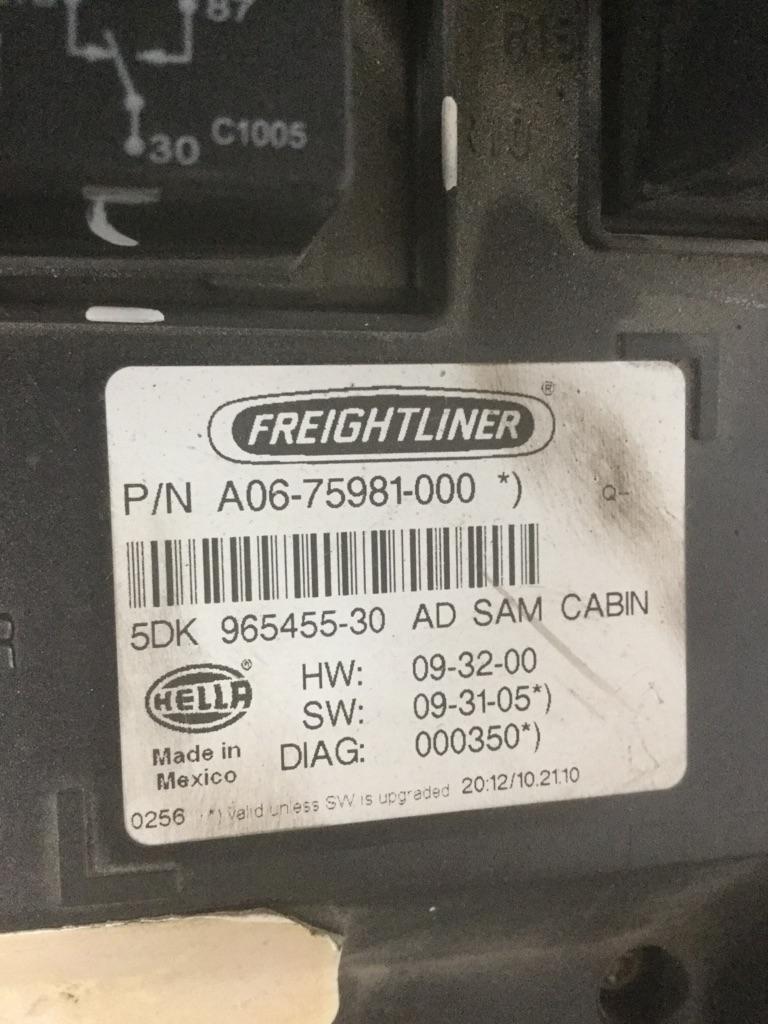 87
30 C1005
R15
R10
FREIGHTLINER ®
P/N A06-75981-000 *)
Q-
5DK 965455-30 AD SAM CABIN
HELLA ®
Made in
Mexico
HW: 09-32-00
SW: 09-31-05*)
DIAG: 000350*)
0256 *) valid unless SW is upgraded 20:12/10.21.10